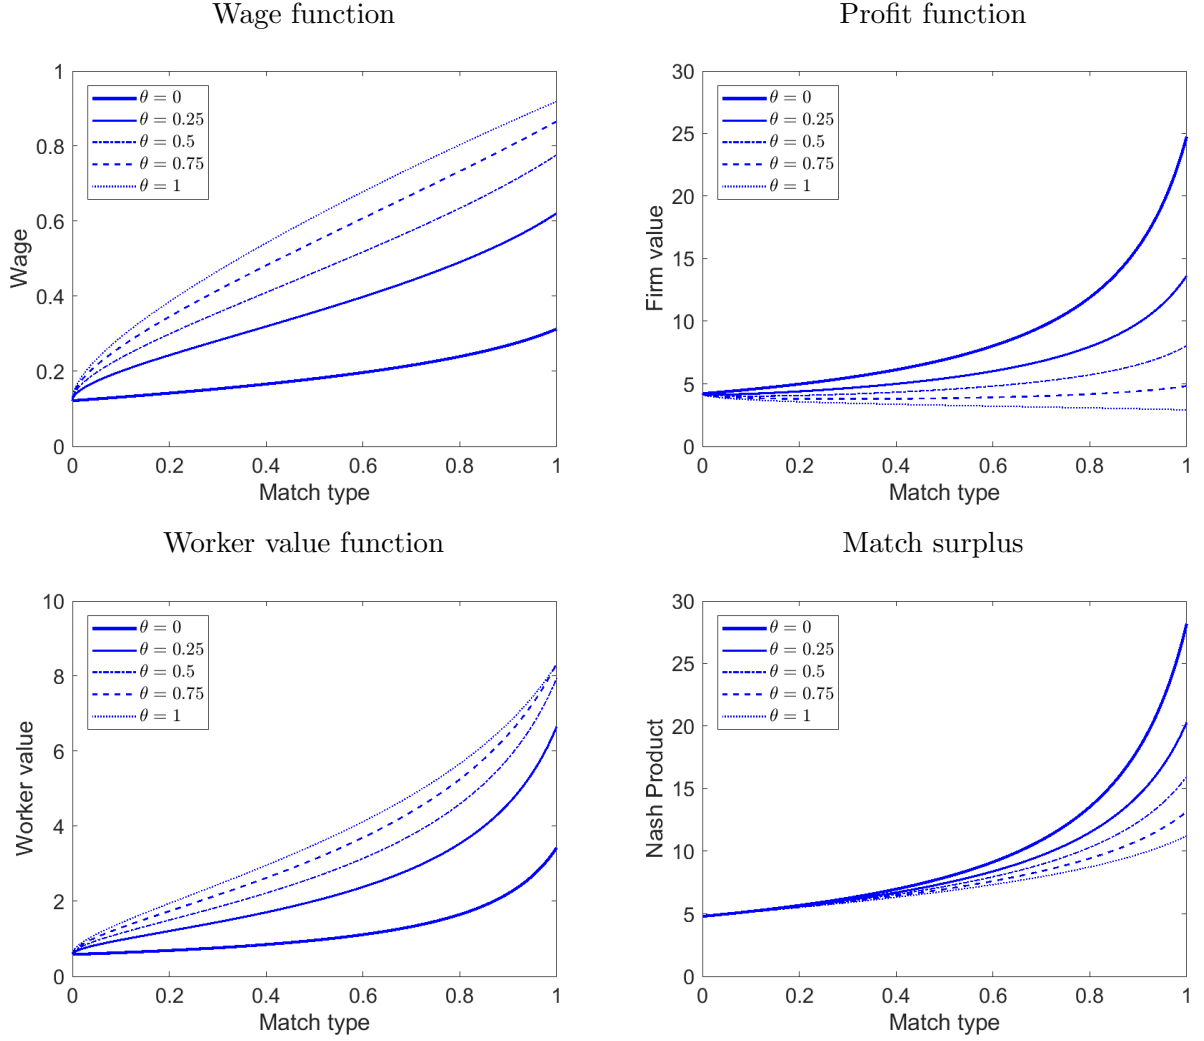 Wage function
1
0.8
0.6
0.4
0.2
0
0
0.2
0.4
0.6
0.8
1
Wage
Match type
θ = 0
θ = 0.25
θ = 0.5
θ = 0.75
θ = 1
Profit function
30
25
20
15
10
5
0
0
0.2
0.4
0.6
0.8
1
Firm value
Match type
θ = 0
θ = 0.25
θ = 0.5
θ = 0.75
θ = 1
Worker value function
10
8
6
4
2
0
0
0.2
0.4
0.6
0.8
1
Worker value
Match type
θ = 0
θ = 0.25
θ = 0.5
θ = 0.75
θ = 1
Match surplus
30
25
20
15
10
5
0
0
0.2
0.4
0.6
0.8
1
Nash Product
Match type
θ = 0
θ = 0.25
θ = 0.5
θ = 0.75
θ = 1